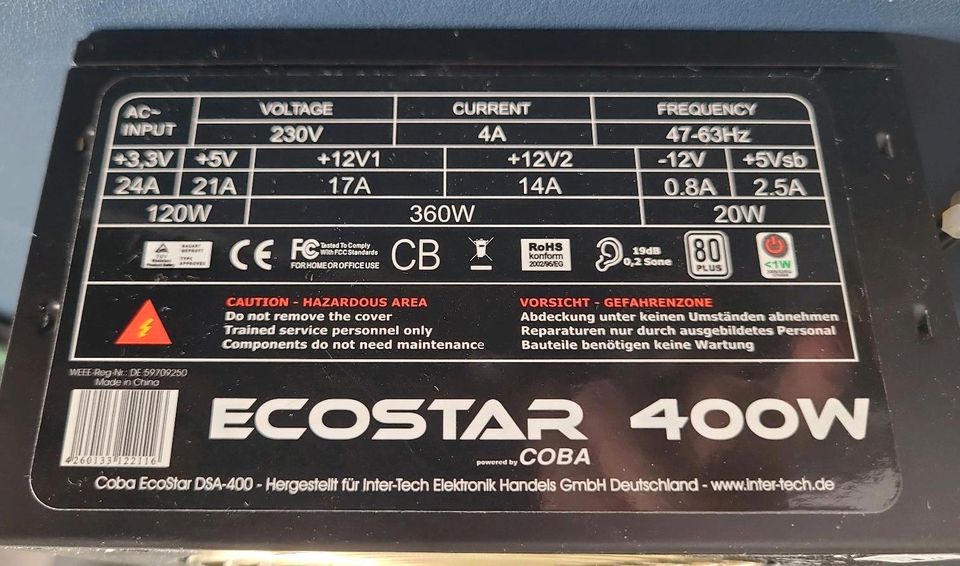 AC~ INPUT VOLTAGE CURRENT FREQUENCY
230V 4A 47-63Hz
+3,3V +5V +12V1 +12V2 -12V +5Vsb
24A 21A 17A 14A 0.8A 2.5A
120W 360W 20W
BAUART GEPRÜFT
TYPE APPROVED
CE FC Tested To Comply With FCC Standards
FOR HOME OR OFFICE USE
CB
RoHS
konform
2002/95/EG
19dB
0,2 Sone
80
PLUS
<1W
CAUTION - HAZARDOUS AREA
Do not remove the cover
Trained service personnel only
Components do not need maintenance
VORSICHT - GEFAHRENZONE
Abdeckung unter keinen Umständen abnehmen
Reparaturen nur durch ausgebildetes Personal
Bauteile benötigen keine Wartung
WEEE-Reg-Nr.: DE 59709250
Made in China
4260133122116
ECOSTAR 400W
powered by COBA
Coba EcoStar DSA-400 - Hergestellt für Inter-Tech Elektronik Handels GmbH Deutschland - www.inter-tech.de